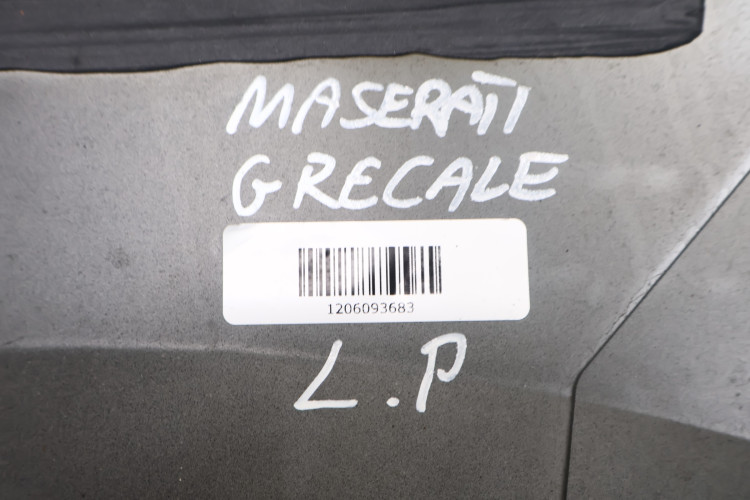 MASERATI
GRECALE
1206093683
L.P